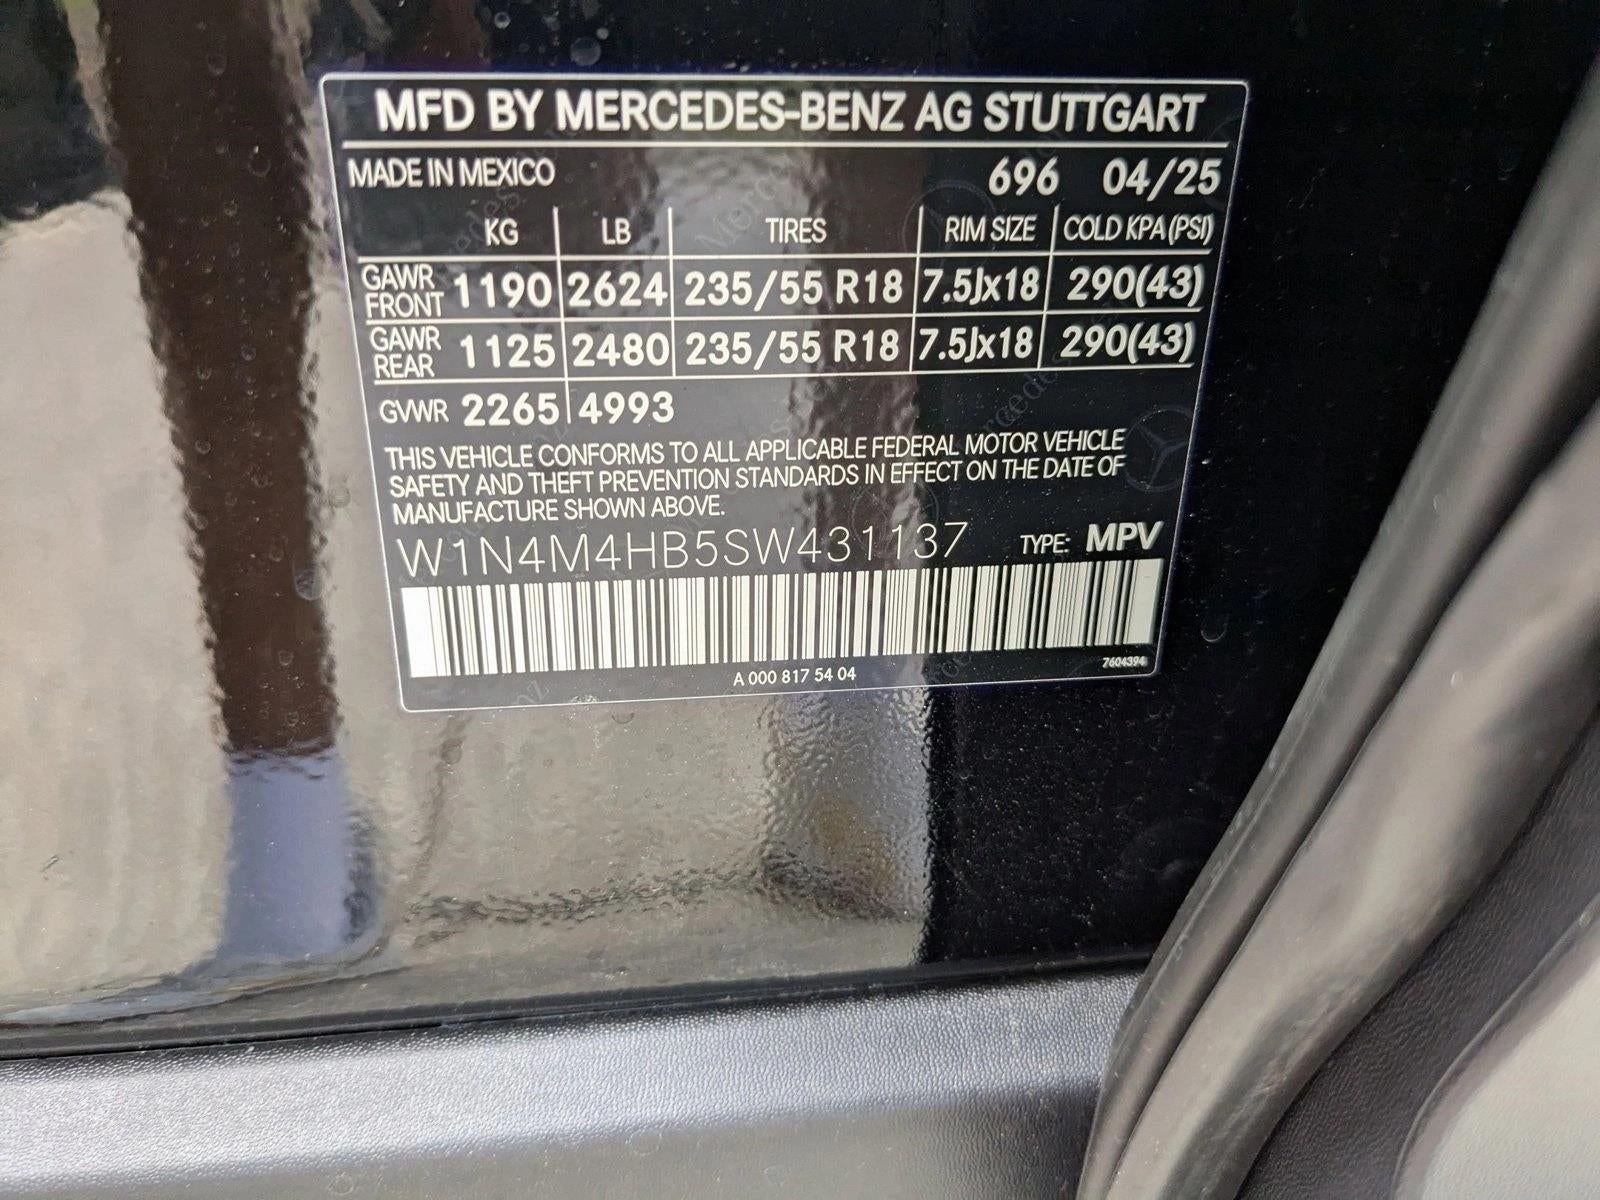 MFD BY MERCEDES-BENZ AG STUTTGART
MADE IN MEXICO 696 04/25
KG LB TIRES RIM SIZE COLD KPA (PSI)
GAWR FRONT 1190 2624 235/55 R18 7.5Jx18 290(43)
GAWR REAR 1125 2480 235/55 R18 7.5Jx18 290(43)
GVWR 2265 4993
THIS VEHICLE CONFORMS TO ALL APPLICABLE FEDERAL MOTOR VEHICLE
SAFETY AND THEFT PREVENTION STANDARDS IN EFFECT ON THE DATE OF
MANUFACTURE SHOWN ABOVE.
W1N4M4HB5SW431137 TYPE: MPV
A 000 817 54 04 7604394